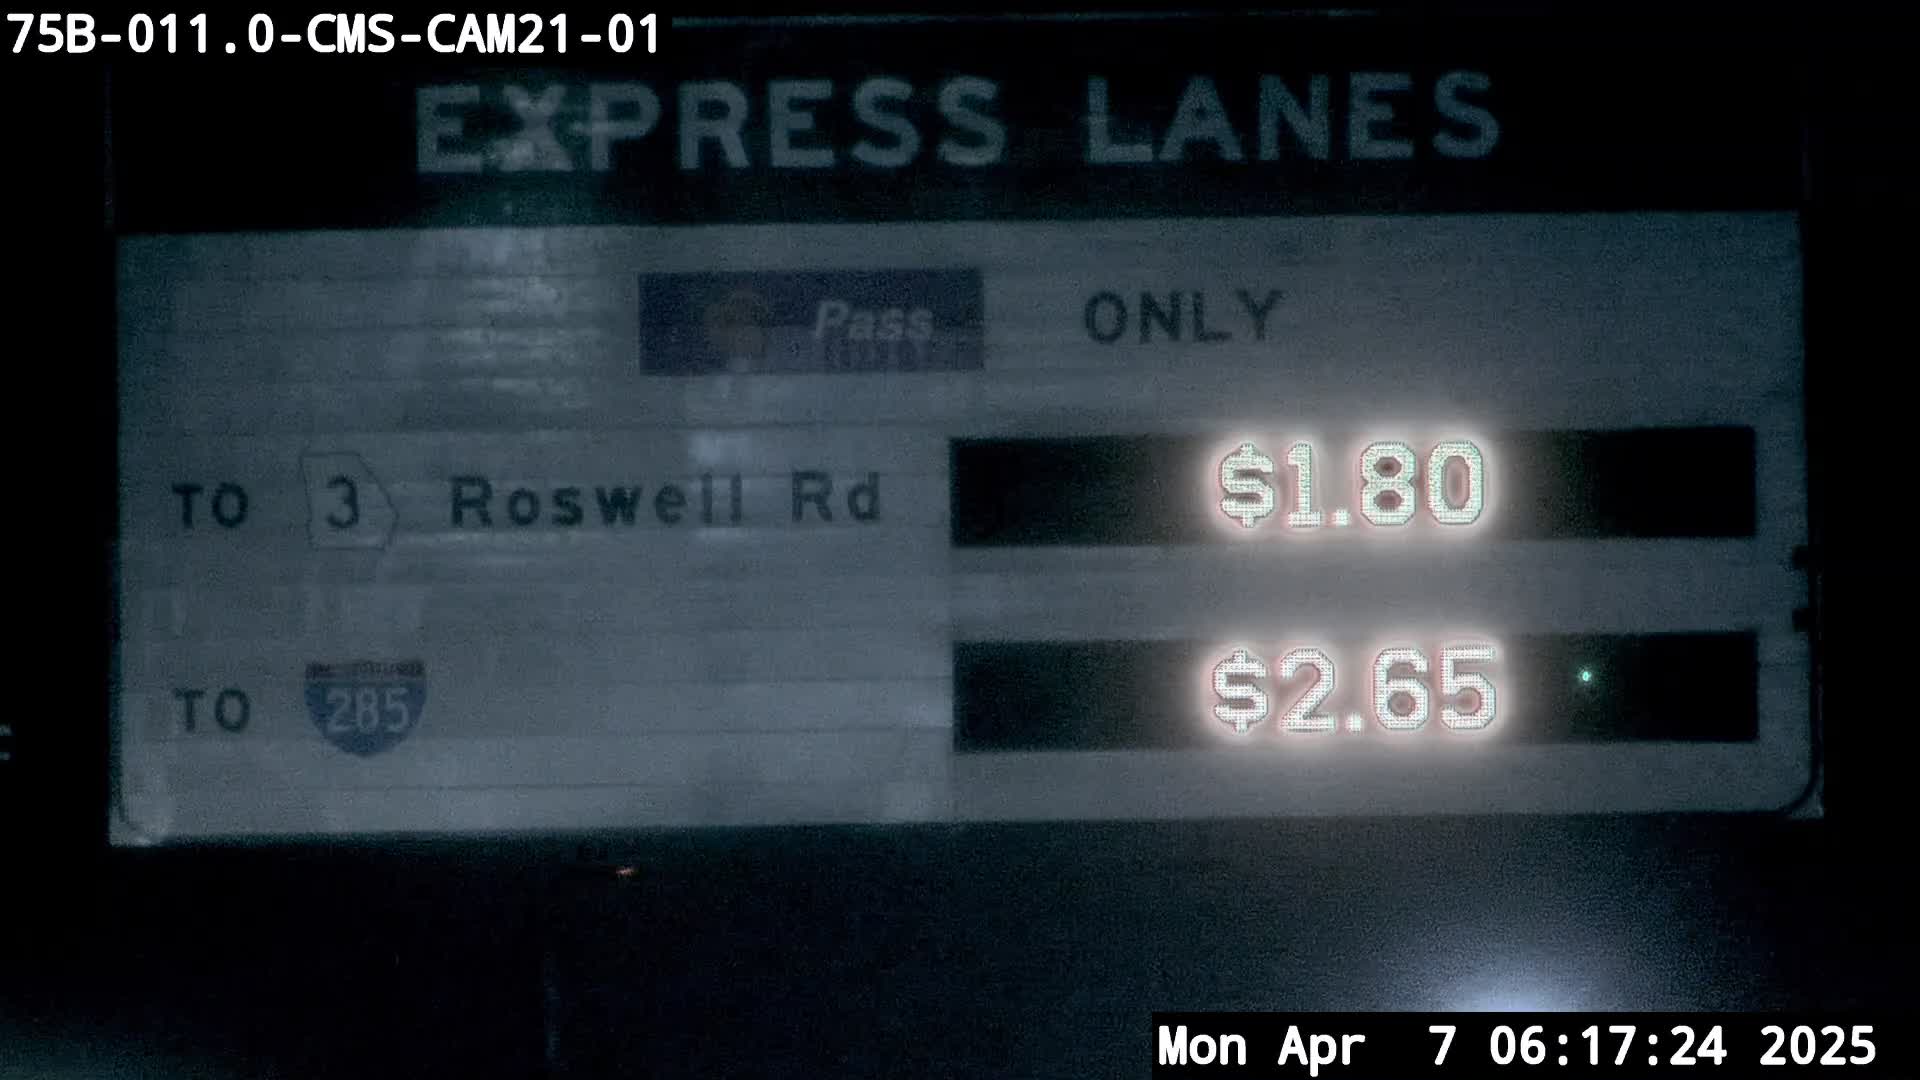 75B-011.0-CMS-CAM21-01
EXPRESS LANES
Pass ONLY
TO 3 Roswell Rd $1.80
TO 285 $2.65
Mon Apr 7 06:17:24 2025